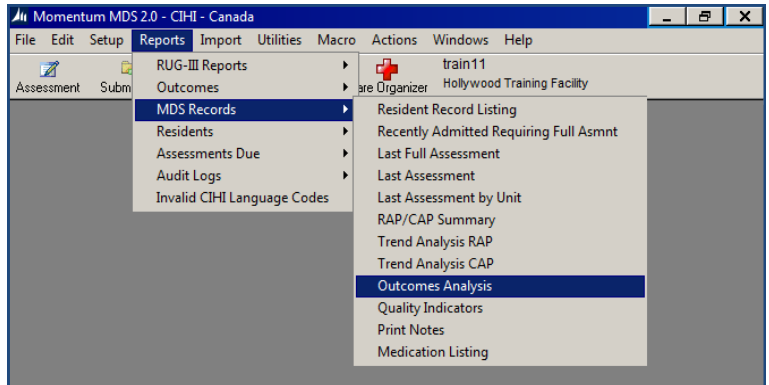 Momentum MDS 2.0 - CIHI - Canada
File Edit Setup Reports Import Utilities Macro Actions Windows Help
Assessment Subm
RUG-III Reports
Outcomes
MDS Records
Residents
Assessments Due
Audit Logs
Invalid CIHI Language Codes
are Organizer
train11
Hollywood Training Facility
Resident Record Listing
Recently Admitted Requiring Full Asmnt
Last Full Assessment
Last Assessment
Last Assessment by Unit
RAP/CAP Summary
Trend Analysis RAP
Trend Analysis CAP
Outcomes Analysis
Quality Indicators
Print Notes
Medication Listing